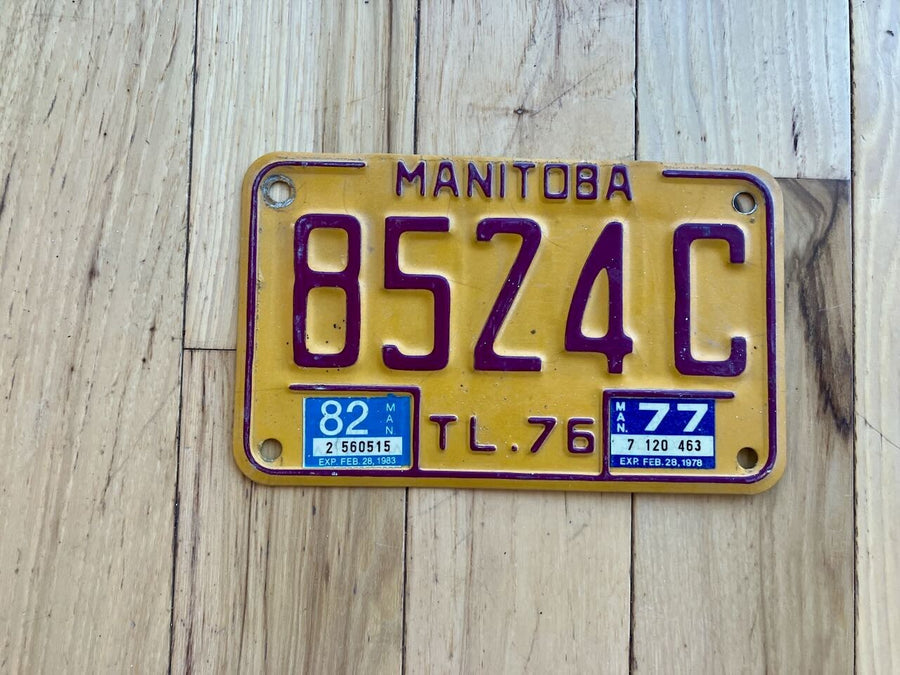 MANITOBA
85Z4C
82 MAN.
2 560515
EXP. FEB. 28, 1983
TL.76
MAN. 77
7 120 463
EXP. FEB. 28, 1978